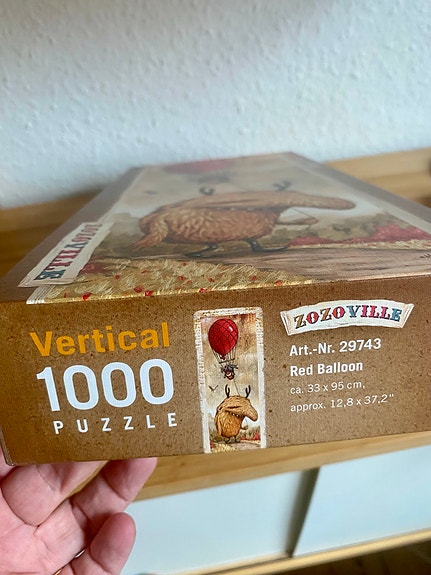 ZOZOVILLE
Vertical
1000
PUZZLE
ZOZOVILLE
Art.-Nr. 29743
Red Balloon
ca. 33 x 95 cm,
approx. 12,8 x 37,2"